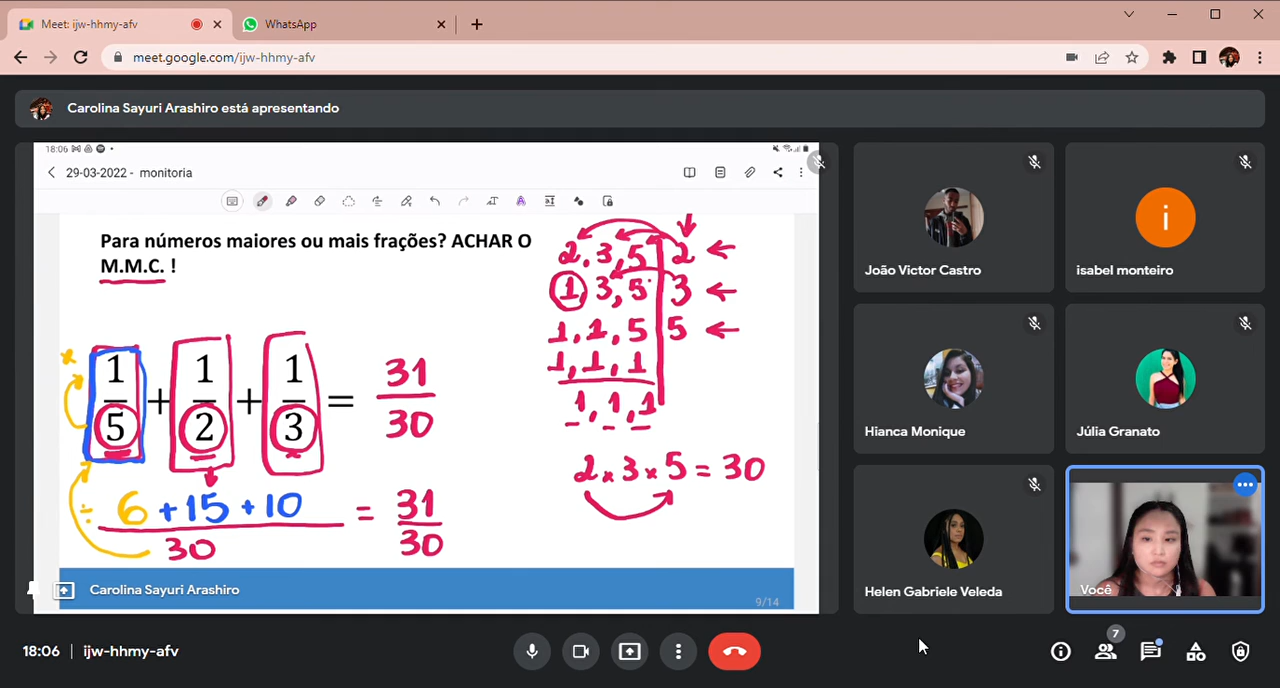 Meet: ijw-hhmy-afv
WhatsApp
meet.google.com/ijw-hhmy-afv
Carolina Sayuri Arashiro está apresentando
18:06
29-03-2022 - monitoria
Para números maiores ou mais frações? ACHAR O
M.M.C. !
1/5 + 1/2 + 1/3 = 31/30
x
÷
6 + 15 + 10 = 31
30 30
2, 3, 5 | 2 ←
1, 3, 5 | 3 ←
1, 1, 5 | 5 ←
1, 1, 1
1, 1, 1
2 x 3 x 5 = 30
Carolina Sayuri Arashiro
9/14
João Victor Castro
i
isabel monteiro
Hianca Monique
Júlia Granato
Helen Gabriele Veleda
Você
18:06 | ijw-hhmy-afv
7